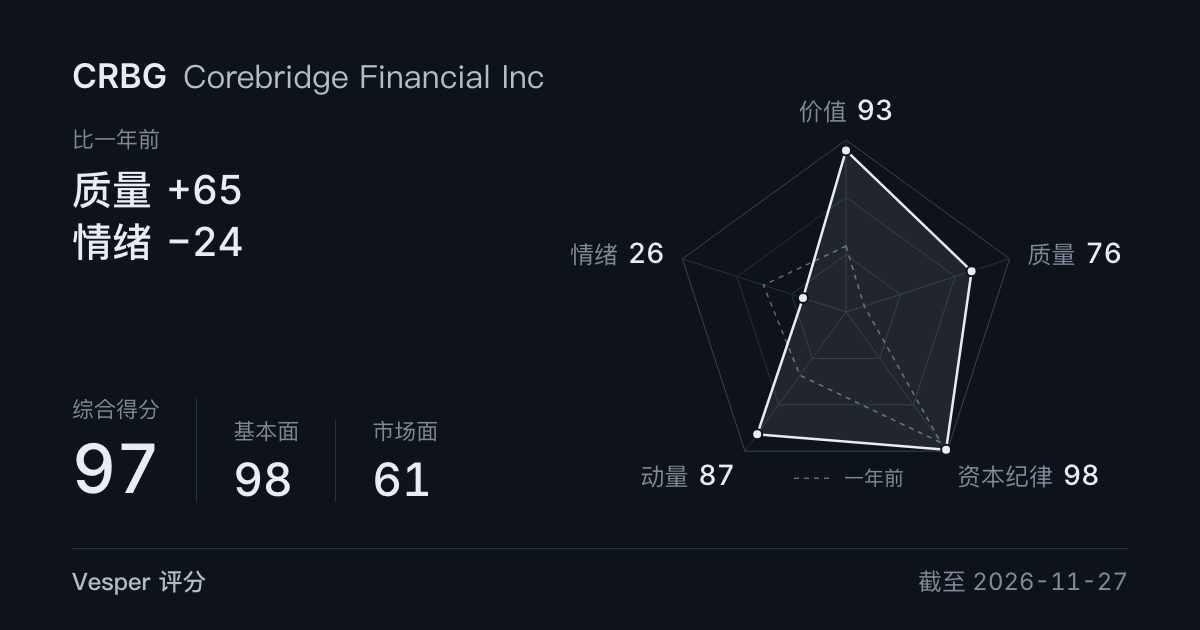 CRBG Corebridge Financial Inc
比一年前
质量 +65
情绪 −24
价值 93
情绪 26
质量 76
动量 87
一年前
资本纪律 98
综合得分
97
基本面
98
市场面
61
Vesper 评分
截至 2026-11-27